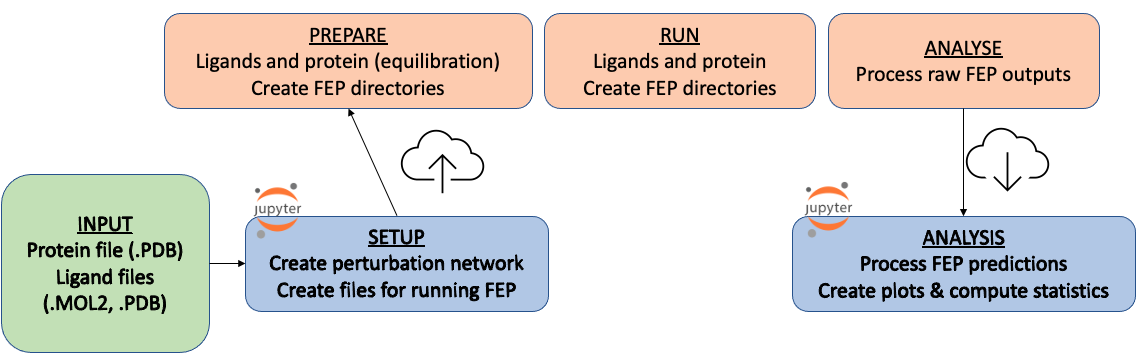 PREPARE
Ligands and protein (equilibration)
Create FEP directories
RUN
Ligands and protein
Create FEP directories
ANALYSE
Process raw FEP outputs
INPUT
Protein file (.PDB)
Ligand files
(.MOL2, .PDB)
jupyter
SETUP
Create perturbation network
Create files for running FEP
jupyter
ANALYSIS
Process FEP predictions
Create plots & compute statistics